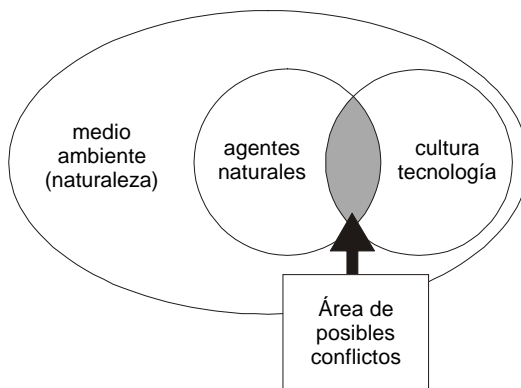 medio
ambiente
(naturaleza)
agentes
naturales
cultura
tecnología
Área de
posibles
conflictos